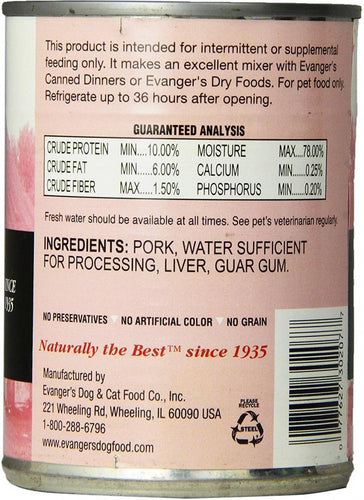 This product is intended for intermittent or supplemental
feeding only. It makes an excellent mixer with Evanger's
Canned Dinners or Evanger's Dry Foods. For pet food only.
Refrigerate up to 36 hours after opening.
GUARANTEED ANALYSIS
CRUDE PROTEIN MIN....10.00% MOISTURE MAX...78.00%
CRUDE FAT MIN.....6.00% CALCIUM MIN.....0.25%
CRUDE FIBER MAX.....1.50% PHOSPHORUS MIN.....0.20%
Fresh water should be available at all times. See pet's veterinarian regularly.
INGREDIENTS: PORK, WATER SUFFICIENT
FOR PROCESSING, LIVER, GUAR GUM.
NO PRESERVATIVES NO ARTIFICIAL COLOR NO GRAIN
1935
Naturally the Best™ since 1935
Manufactured by
Evanger's Dog & Cat Food Co., Inc.
221 Wheeling Rd, Wheeling, IL 60090 USA
1-800-288-6796
www.evangersdogfood.com
PLEASE
RECYCLE
STEEL
0 77627 30207 7